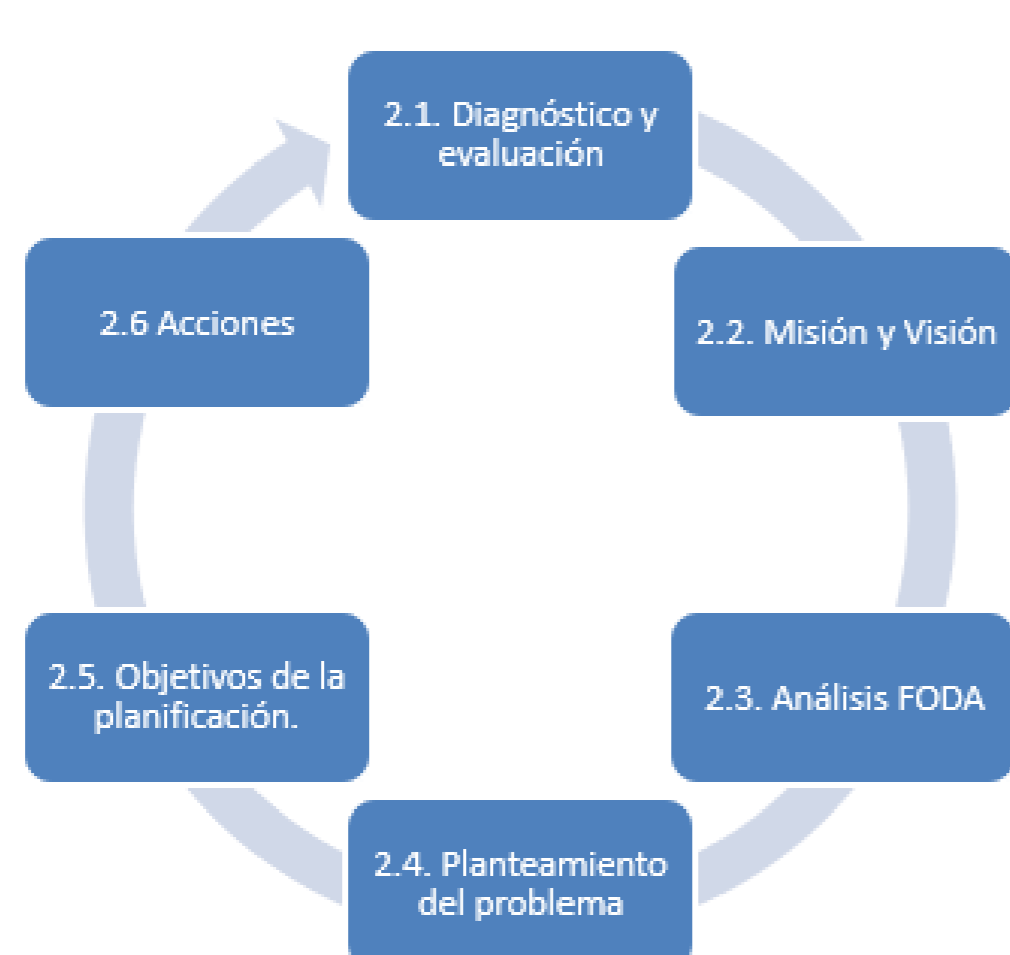 2.1. Diagnóstico y
evaluación
2.2. Misión y Visión
2.3. Análisis FODA
2.4. Planteamiento
del problema
2.5. Objetivos de la
planificación.
2.6 Acciones